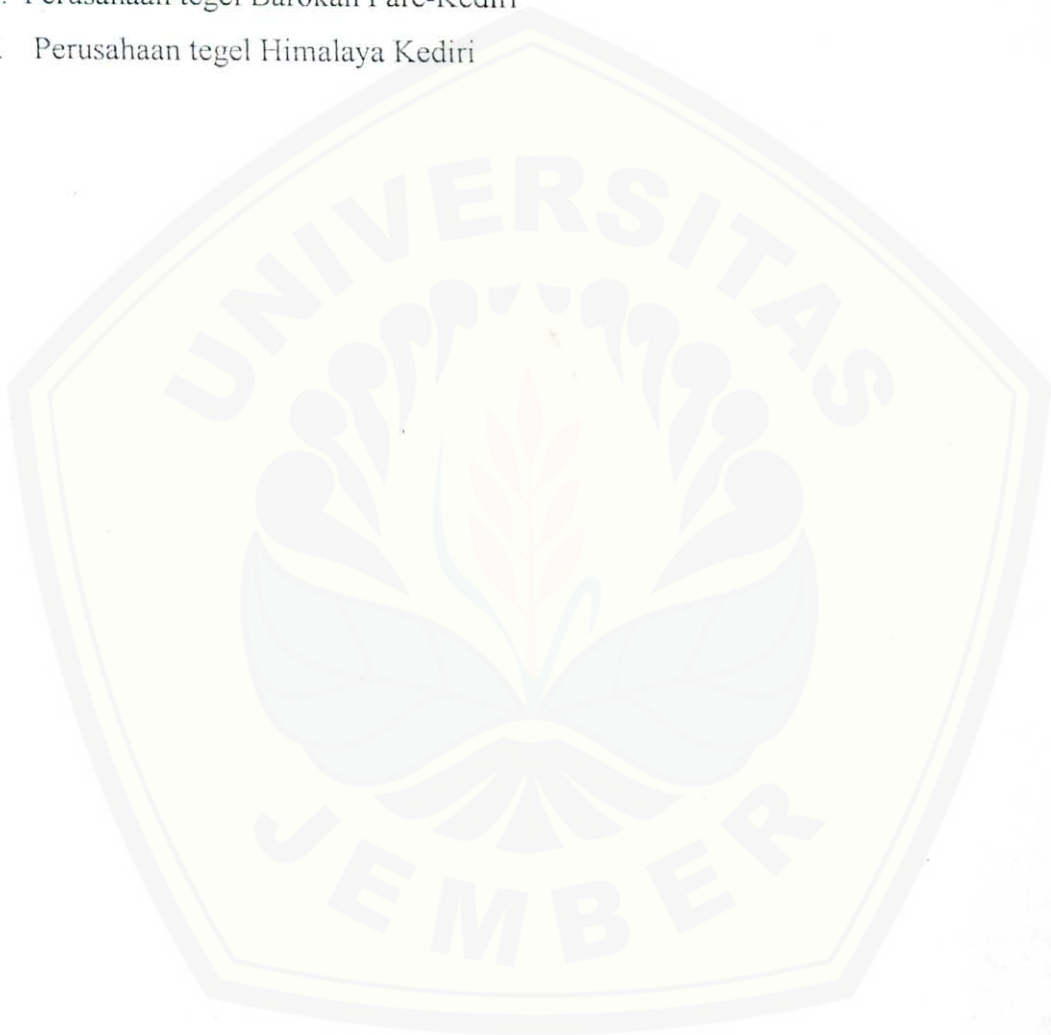 Perusahaan tegel Barokah Pare-Kediri
Perusahaan tegel Himalaya Kediri
UNIVERSITAS
JEMBER